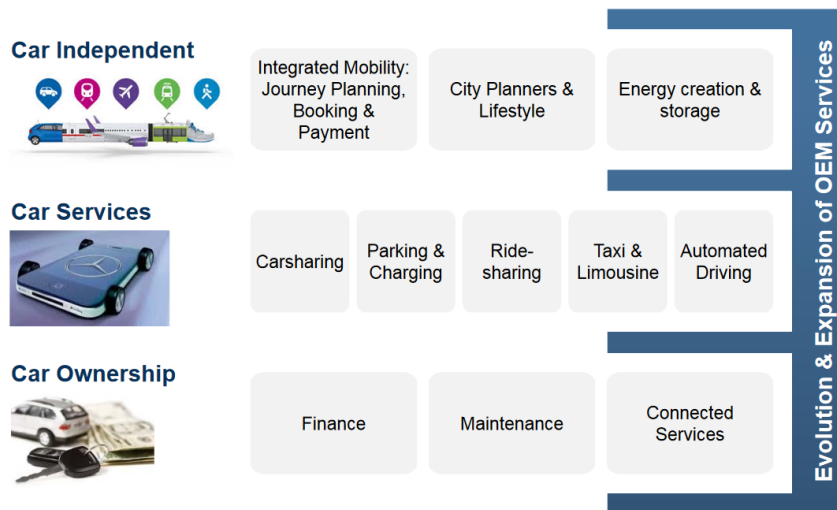 Car Independent
Integrated Mobility:
Journey Planning,
Booking &
Payment
City Planners &
Lifestyle
Energy creation &
storage
Car Services
Carsharing
Parking &
Charging
Ride-
sharing
Taxi &
Limousine
Automated
Driving
Car Ownership
Finance
Maintenance
Connected
Services
Evolution & Expansion of OEM Services